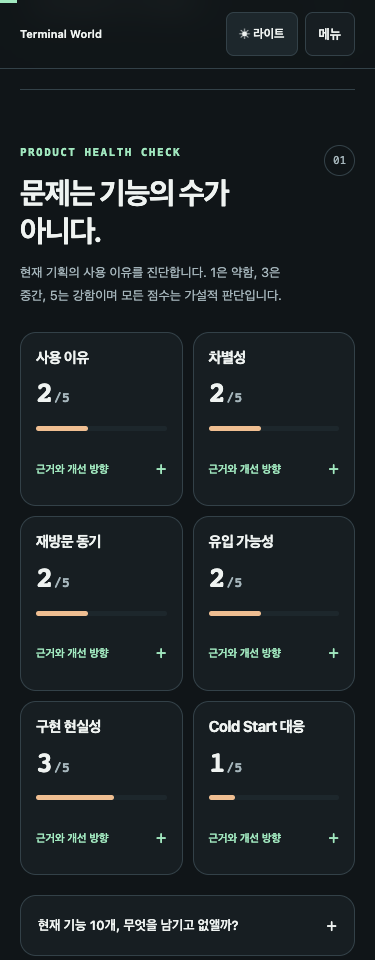 Terminal World
☀ 라이트
메뉴
PRODUCT HEALTH CHECK
01
문제는 기능의 수가
아니다.
현재 기획의 사용 이유를 진단합니다. 1은 약함, 3은
중간, 5는 강함이며 모든 점수는 가설적 판단입니다.
사용 이유
2 /5
근거와 개선 방향 +
차별성
2 /5
근거와 개선 방향 +
재방문 동기
2 /5
근거와 개선 방향 +
유입 가능성
2 /5
근거와 개선 방향 +
구현 현실성
3 /5
근거와 개선 방향 +
Cold Start 대응
1 /5
근거와 개선 방향 +
현재 기능 10개, 무엇을 남기고 없앨까? +